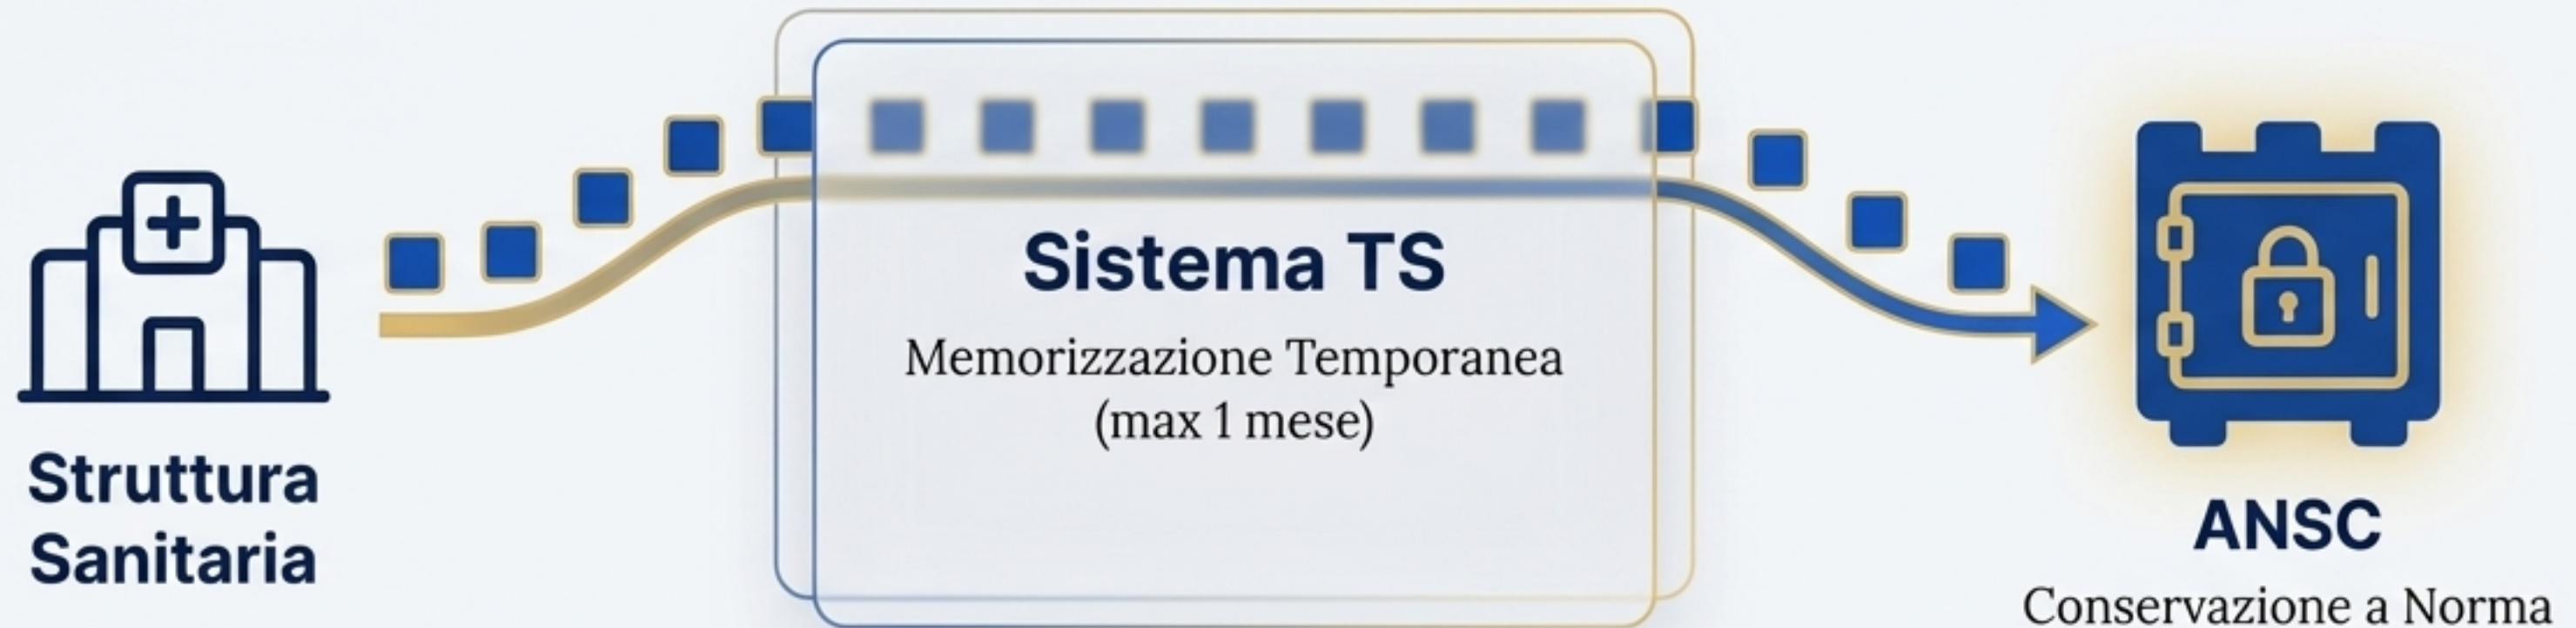 Struttura
Sanitaria
Sistema TS
Memorizzazione Temporanea
(max 1 mese)
ANSC
Conservazione a Norma